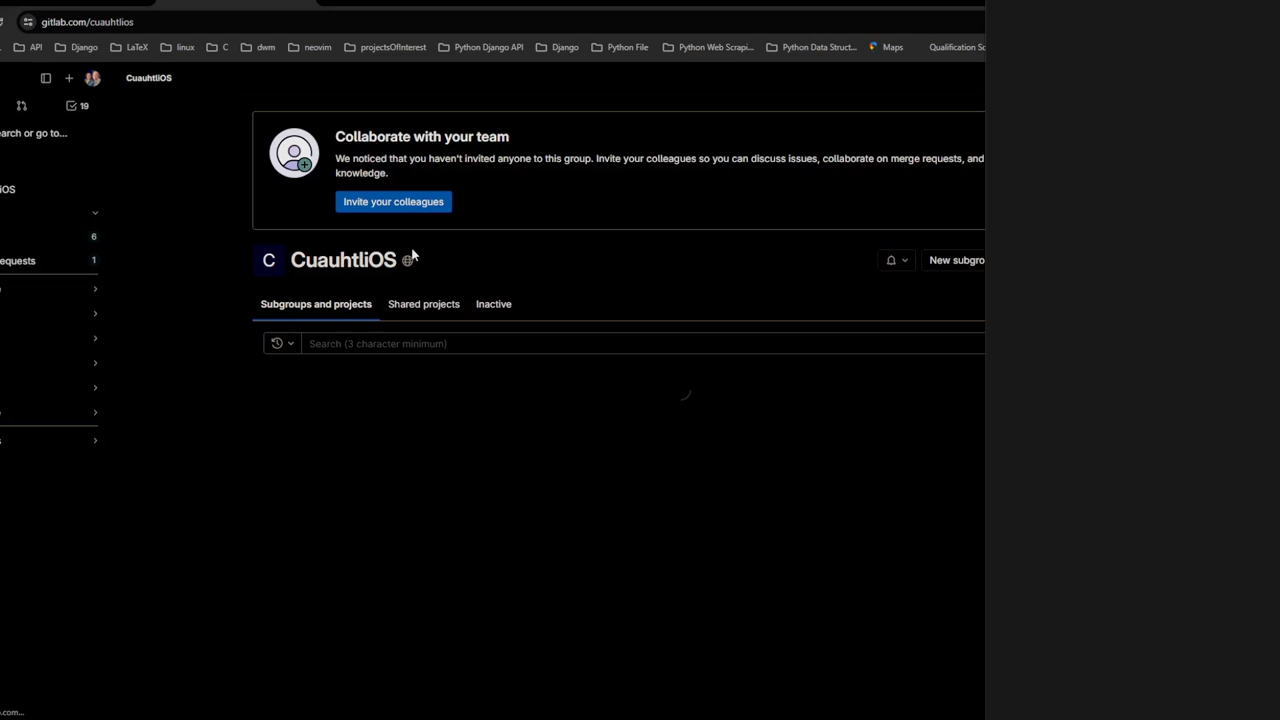 gitlab.com/cuauhtlios
API Django LaTeX linux C dwm neovim projectsOfInterest Python Django API Django Python File Python Web Scrapi... Python Data Struct... Maps Qualification Sc
CuauhtliOS
19
earch or go to...
Collaborate with your team
We noticed that you haven't invited anyone to this group. Invite your colleagues so you can discuss issues, collaborate on merge requests, and
knowledge.
iOS
Invite your colleagues
6
equests 1
C CuauhtliOS
New subgro
Subgroups and projects Shared projects Inactive
Search (3 character minimum)
.com...